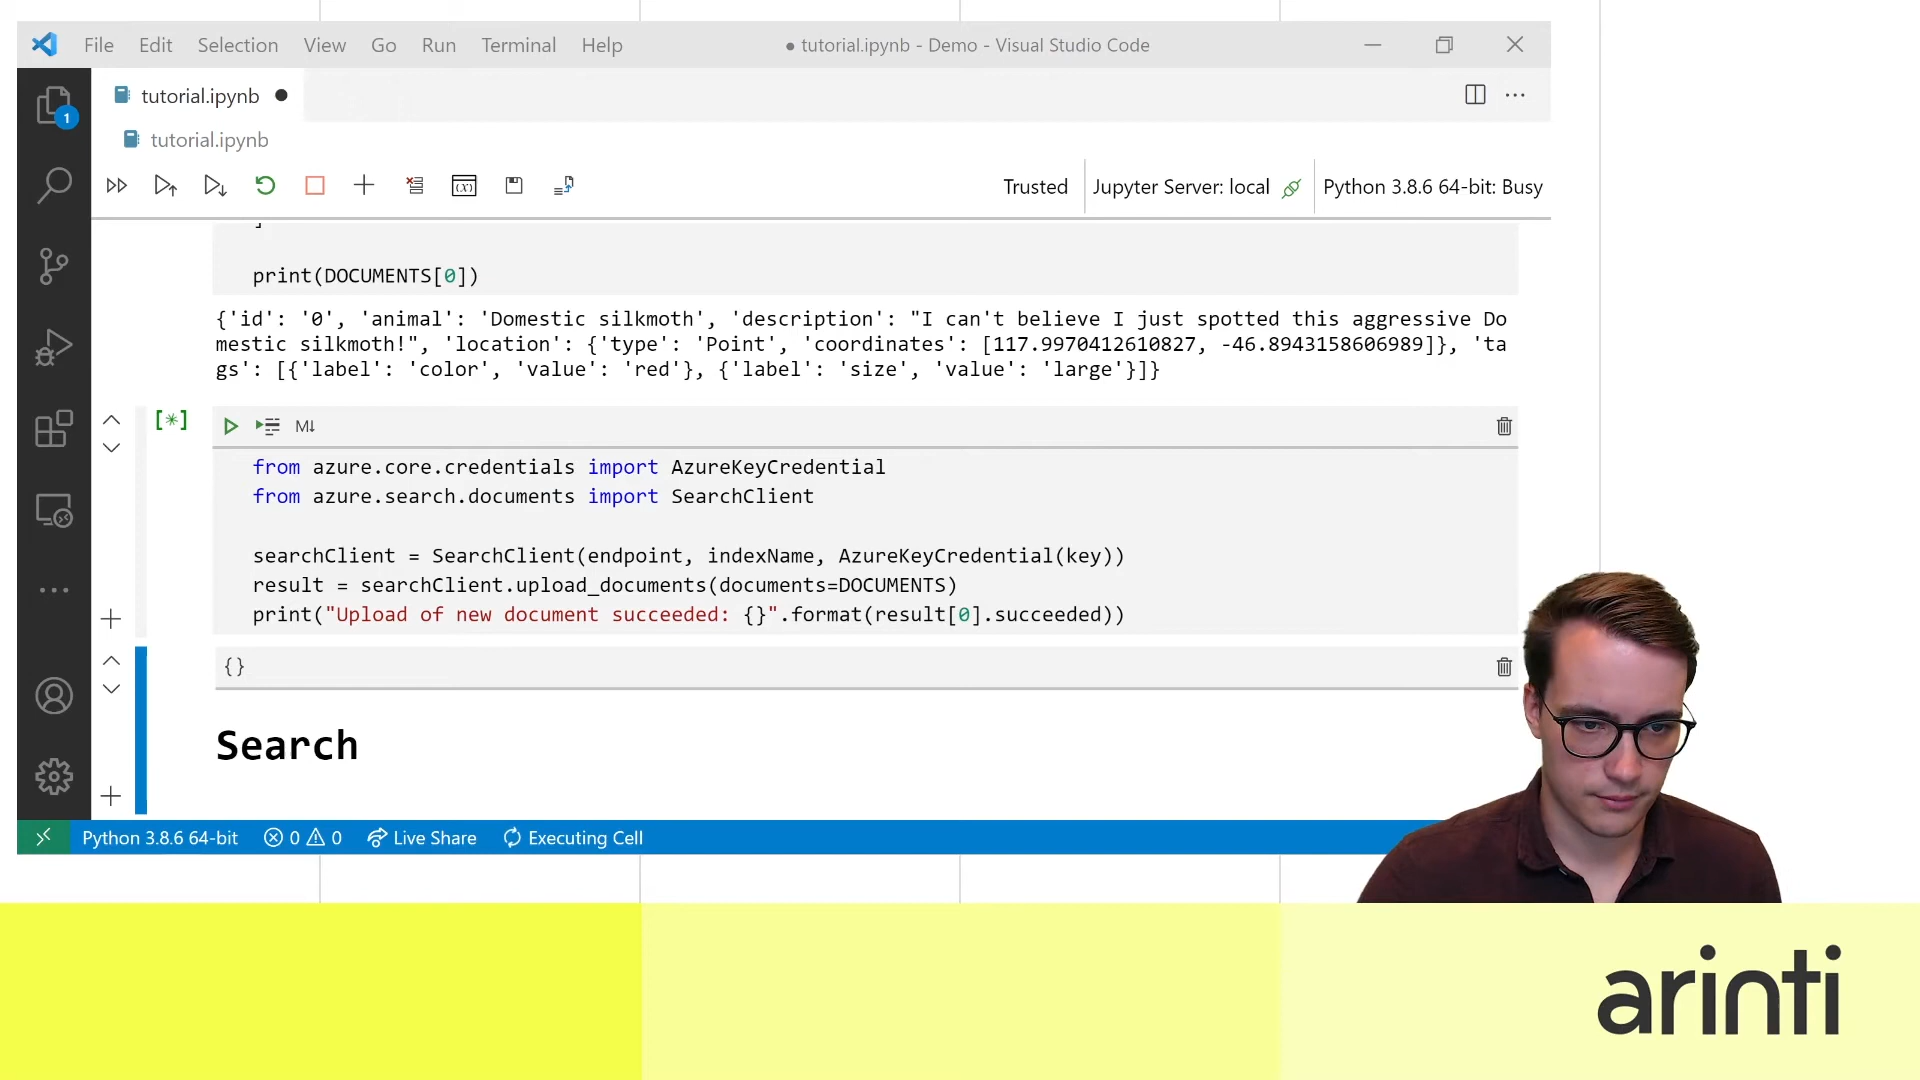 File Edit Selection View Go Run Terminal Help ● tutorial.ipynb - Demo - Visual Studio Code
tutorial.ipynb
1
tutorial.ipynb
Trusted Jupyter Server: local Python 3.8.6 64-bit: Busy
]
print(DOCUMENTS[0])
{'id': '0', 'animal': 'Domestic silkmoth', 'description': "I can't believe I just spotted this aggressive Do
mestic silkmoth!", 'location': {'type': 'Point', 'coordinates': [117.9970412610827, -46.8943158606989]}, 'ta
gs': [{'label': 'color', 'value': 'red'}, {'label': 'size', 'value': 'large'}]}
[*]
M↓
from azure.core.credentials import AzureKeyCredential
from azure.search.documents import SearchClient
searchClient = SearchClient(endpoint, indexName, AzureKeyCredential(key))
result = searchClient.upload_documents(documents=DOCUMENTS)
print("Upload of new document succeeded: {}".format(result[0].succeeded))
{}
Search
Python 3.8.6 64-bit 0 0 Live Share Executing Cell
arinti